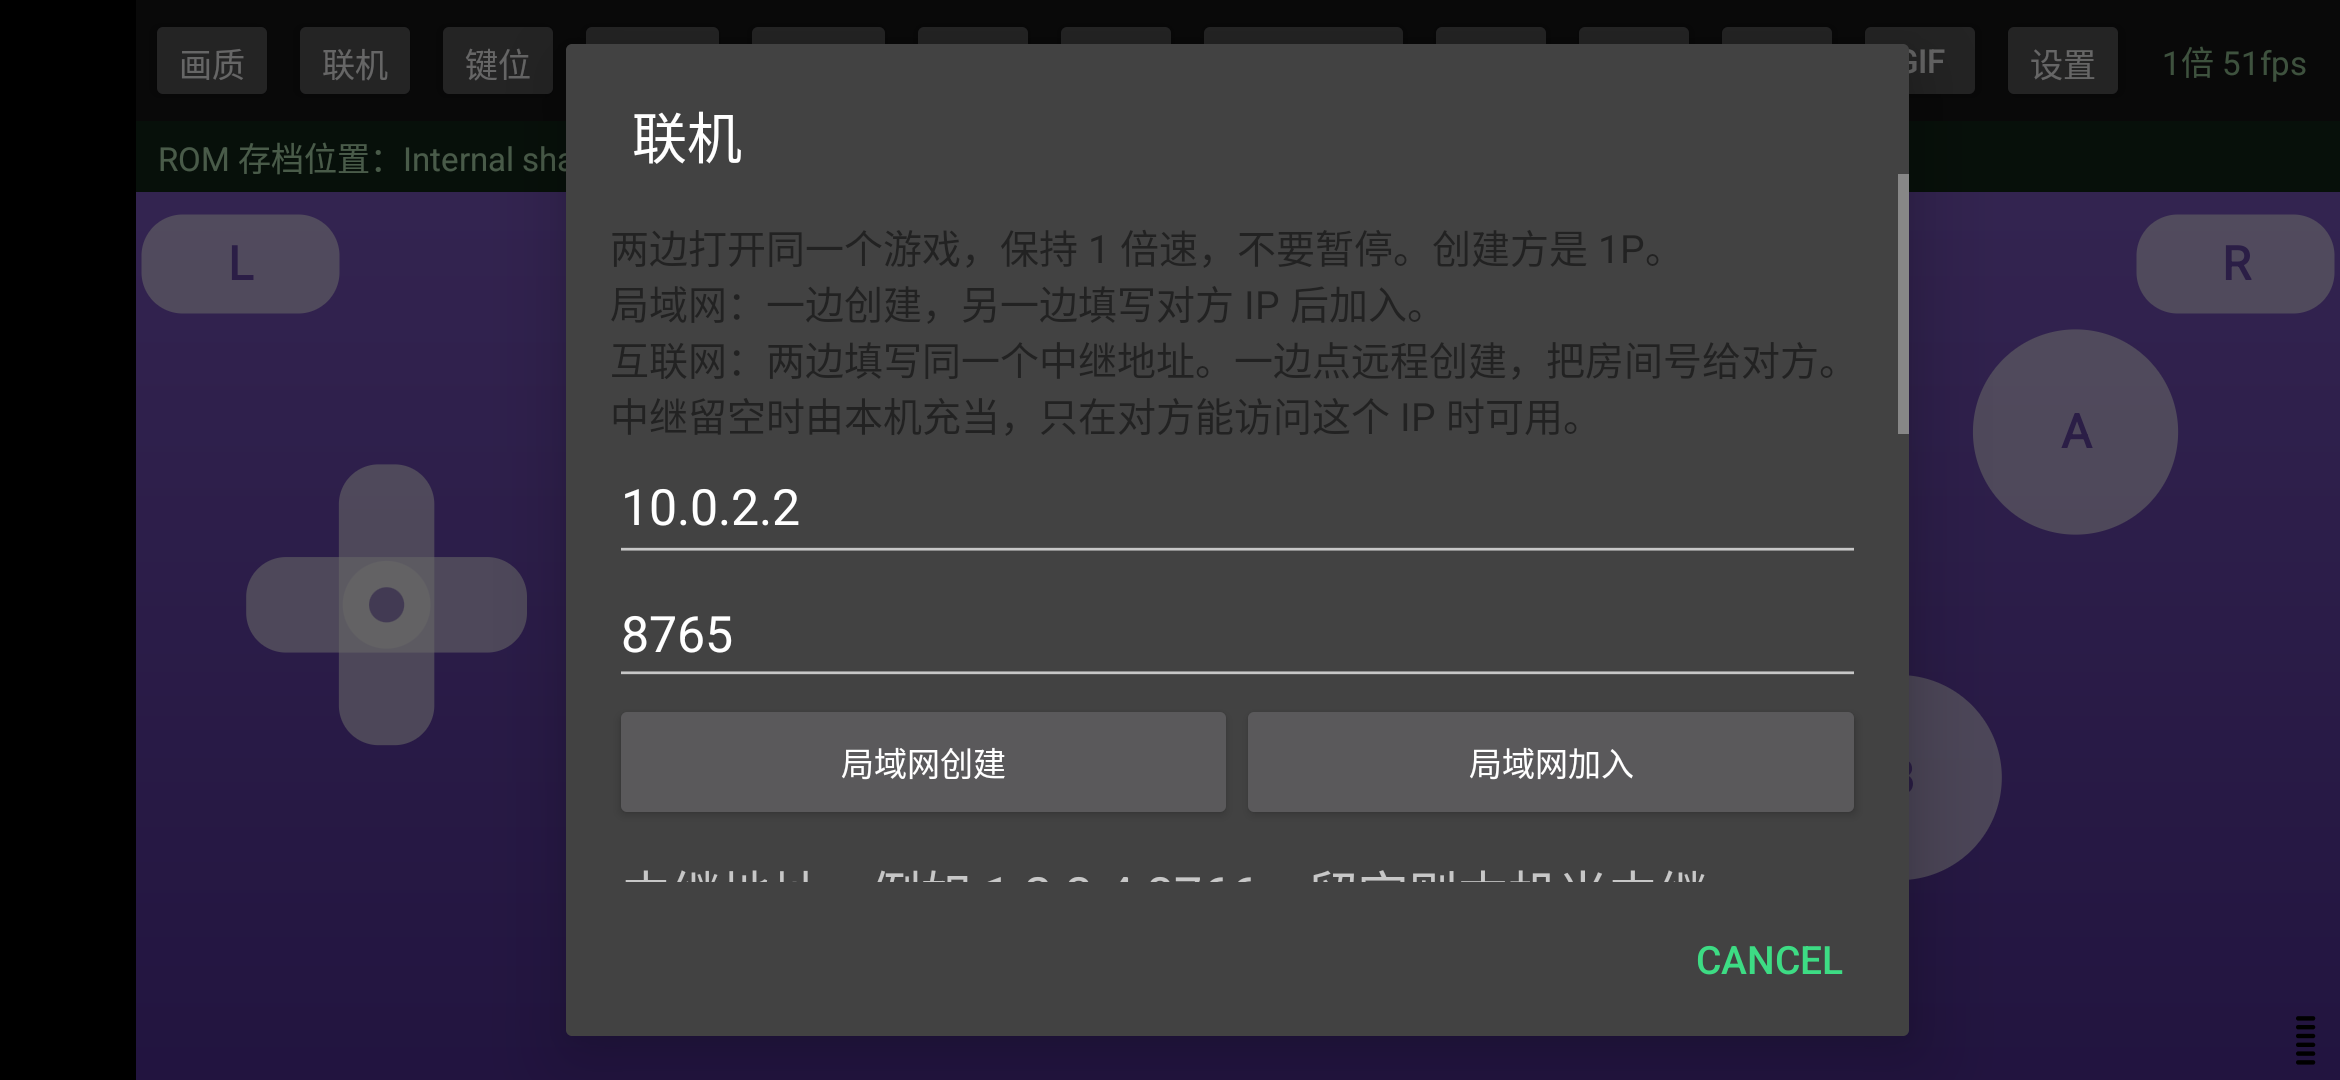 画质 联机 键位 GIF 设置 1倍 51fps
ROM 存档位置：Internal sha
联机
两边打开同一个游戏，保持 1 倍速，不要暂停。创建方是 1P。
局域网：一边创建，另一边填写对方 IP 后加入。
互联网：两边填写同一个中继地址。一边点远程创建，把房间号给对方。
中继留空时由本机充当，只在对方能访问这个 IP 时可用。
10.0.2.2
8765
局域网创建 局域网加入
CANCEL
L
R
A
B